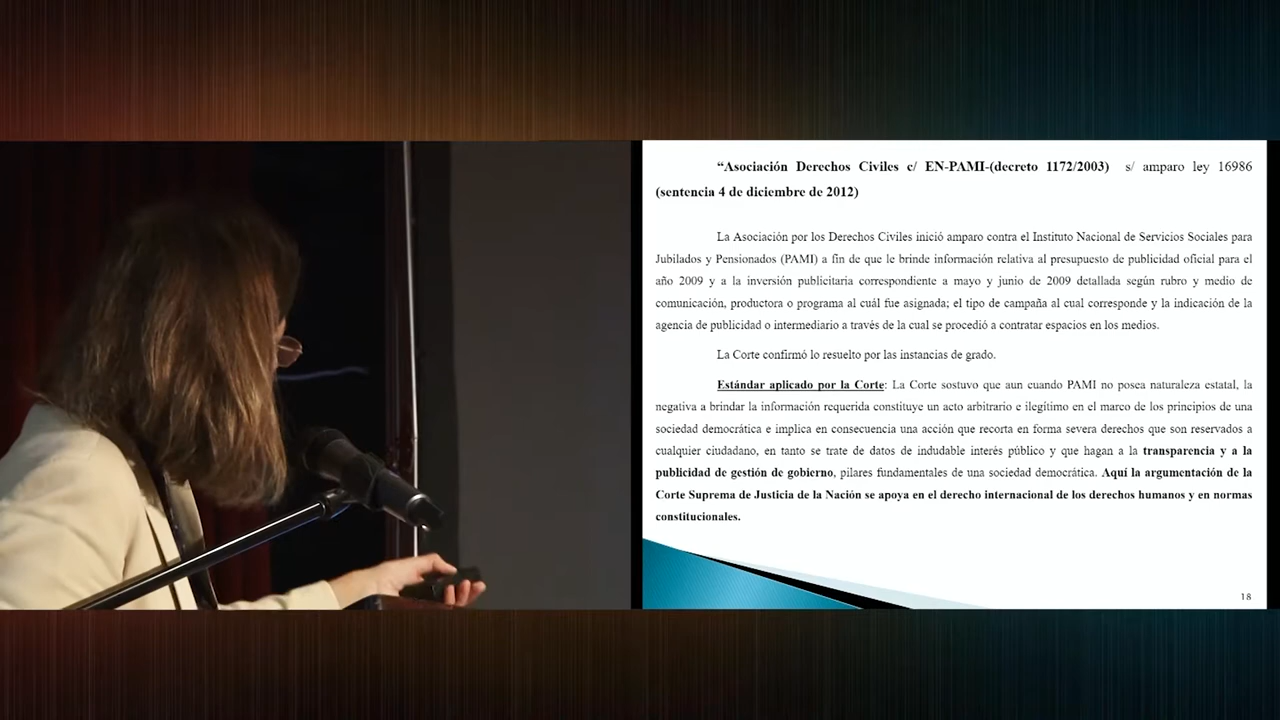 “Asociación Derechos Civiles c/ EN-PAMI-(decreto 1172/2003) s/ amparo ley 16986
(sentencia 4 de diciembre de 2012)
La Asociación por los Derechos Civiles inició amparo contra el Instituto Nacional de Servicios Sociales para
Jubilados y Pensionados (PAMI) a fin de que le brinde información relativa al presupuesto de publicidad oficial para el
año 2009 y a la inversión publicitaria correspondiente a mayo y junio de 2009 detallada según rubro y medio de
comunicación, productora o programa al cuál fue asignada; el tipo de campaña al cual corresponde y la indicación de la
agencia de publicidad o intermediario a través de la cual se procedió a contratar espacios en los medios.
La Corte confirmó lo resuelto por las instancias de grado.
Estándar aplicado por la Corte: La Corte sostuvo que aun cuando PAMI no posea naturaleza estatal, la
negativa a brindar la información requerida constituye un acto arbitrario e ilegítimo en el marco de los principios de una
sociedad democrática e implica en consecuencia una acción que recorta en forma severa derechos que son reservados a
cualquier ciudadano, en tanto se trate de datos de indudable interés público y que hagan a la transparencia y a la
publicidad de gestión de gobierno, pilares fundamentales de una sociedad democrática. Aquí la argumentación de la
Corte Suprema de Justicia de la Nación se apoya en el derecho internacional de los derechos humanos y en normas
constitucionales.
18